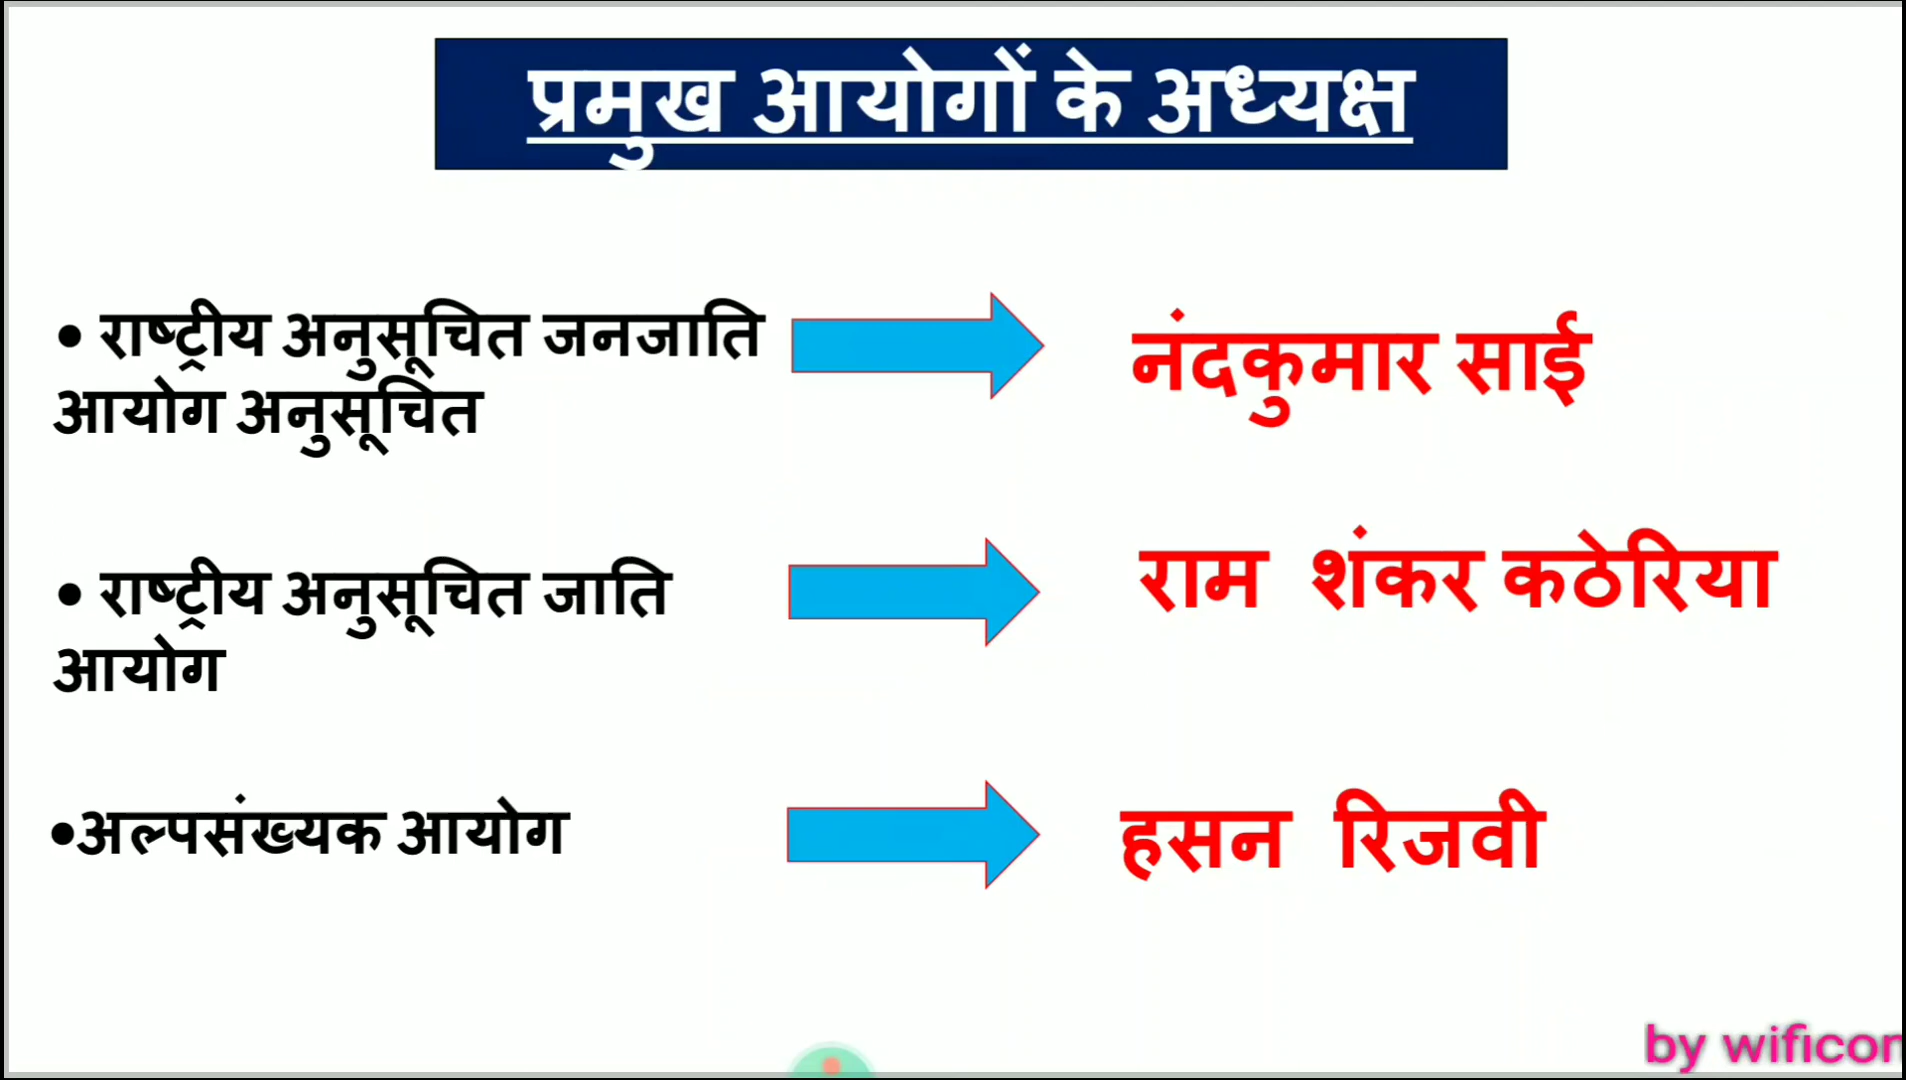 प्रमुख आयोगों के अध्यक्ष
• राष्ट्रीय अनुसूचित जनजाति
आयोग अनुसूचित
नंदकुमार साई
• राष्ट्रीय अनुसूचित जाति
आयोग
राम शंकर कठेरिया
•अल्पसंख्यक आयोग
हसन रिजवी
by wificon